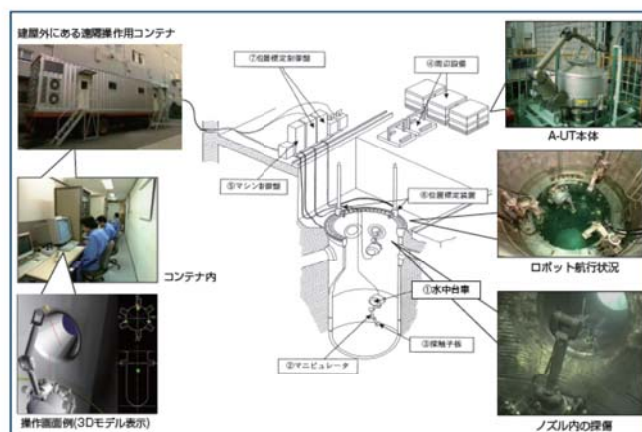 建屋外にある遠隔操作用コンテナ
⑦位置標定制御盤
④周辺設備
A-UT本体
⑤マシン制御盤
⑥位置標定装置
コンテナ内
ロボット航行状況
①水中台車
③探触子板
②マニピュレータ
操作画面例(3Dモデル表示)
ノズル内の探傷